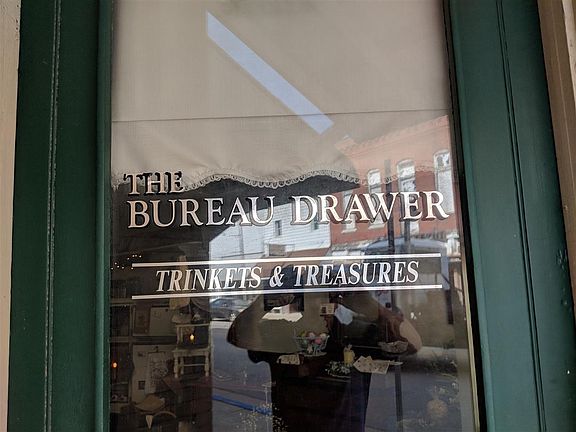 THE
BUREAU DRAWER
TRINKETS & TREASURES